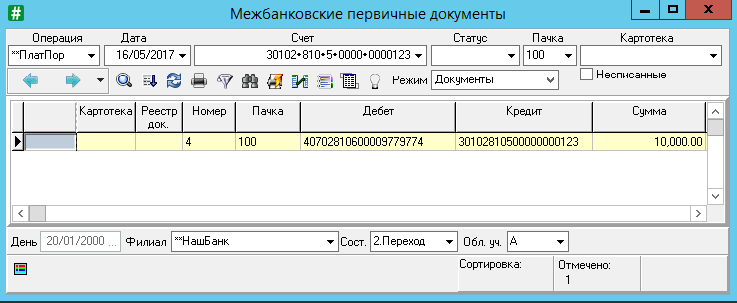 Межбанковские первичные документы
Операция Дата Счет Статус Пачка Картотека
**ПлатПор 16/05/2017 30102*810*5*0000*0000123 100
Режим Документы Несписанные
Картотека Реестр док. Номер Пачка Дебет Кредит Сумма
4 100 40702810600009779774 30102810500000000123 10,000.00
День 20/01/2000 ... Филиал **НашБанк Сост. 2.Переход Обл. уч. А
Сортировка: Отмечено:
1